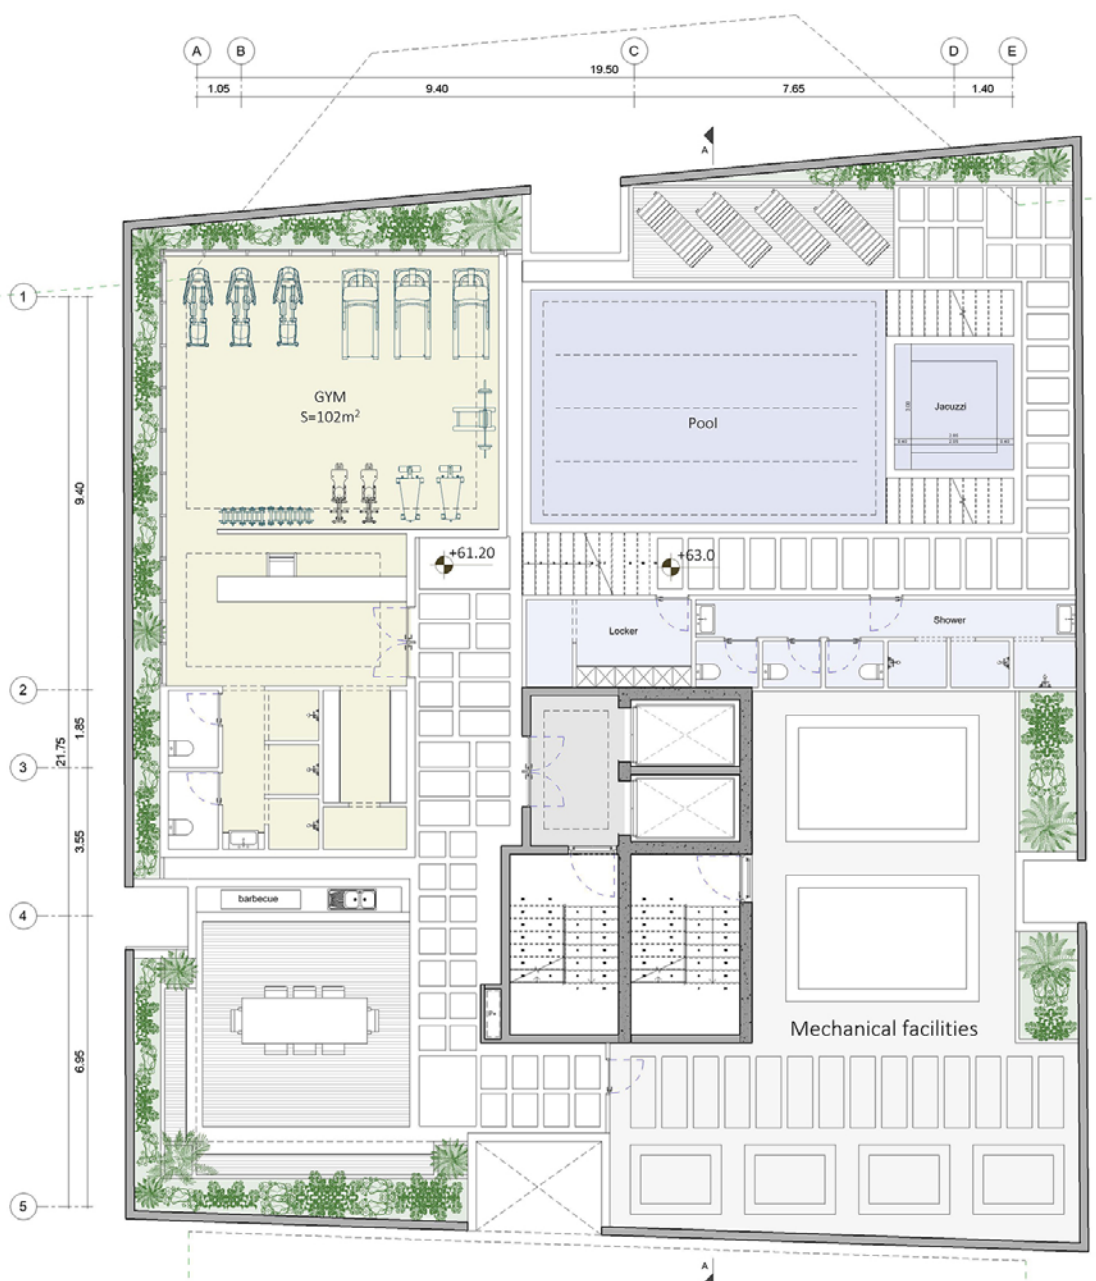 A
B
C
D
E
19.50
1.05
9.40
7.65
1.40
A
1
GYM
S=102m²
Pool
Jacuzzi
9.40
+61.20
+63.0
Locker
Shower
2
1.85
21.75
3
3.55
4
barbecue
Mechanical facilities
6.95
5
A